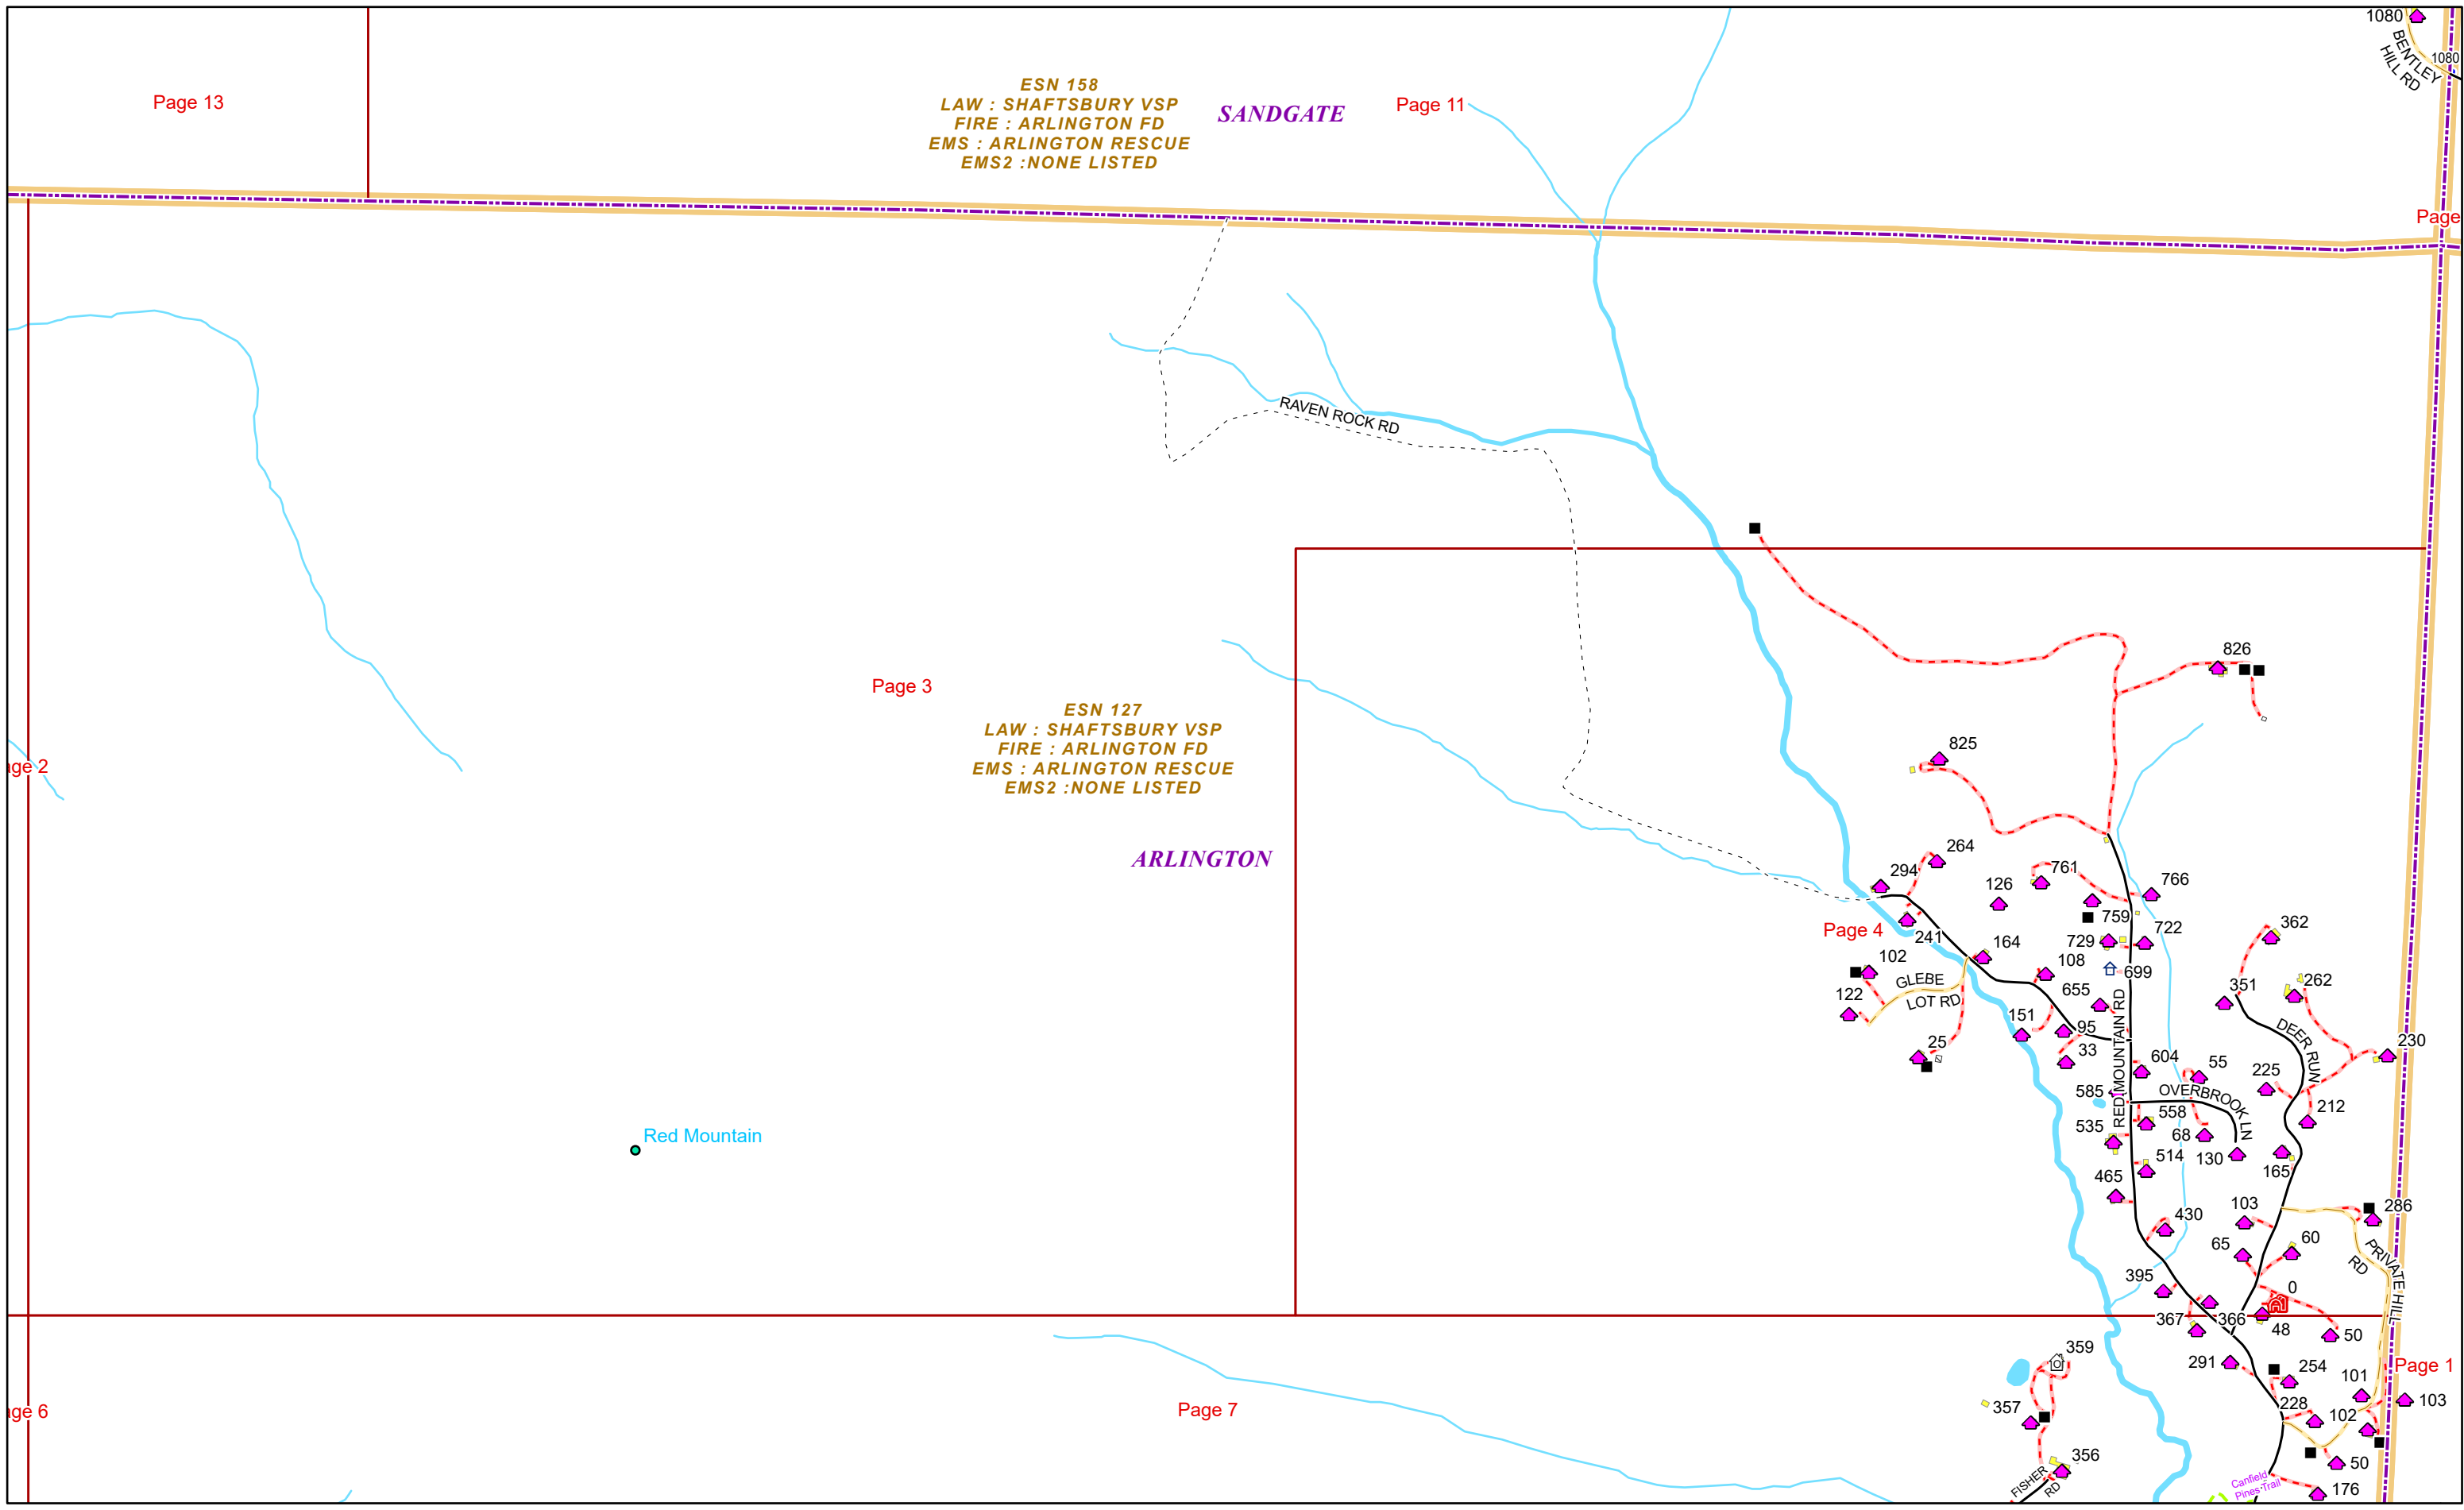 1080
BENTLEY
HILL RD
1080
Page 13
ESN 158
LAW : SHAFTSBURY VSP
FIRE : ARLINGTON FD
EMS : ARLINGTON RESCUE
EMS2 :NONE LISTED
SANDGATE
Page 11
Page
RAVEN ROCK RD
826
Page 3
ESN 127
LAW : SHAFTSBURY VSP
FIRE : ARLINGTON FD
EMS : ARLINGTON RESCUE
EMS2 :NONE LISTED
age 2
825
ARLINGTON
264
294
761
126
766
Page 4
241
759
722
362
729
164
102
108
699
GLEBE
LOT RD
262
122
655
351
151
95
RED MOUNTAIN RD
DEER RUN
25
33
230
604
55
225
585
OVERBROOK LN
558
212
535
68
Red Mountain
514
130
165
465
103
286
430
65
60
PRIVATE HILL
RD
395
0
367
366
48
50
359
291
254
Page 1
101
103
age 6
Page 7
357
228
102
356
50
FISHER
RD
Canfield
Pines-Trail
176